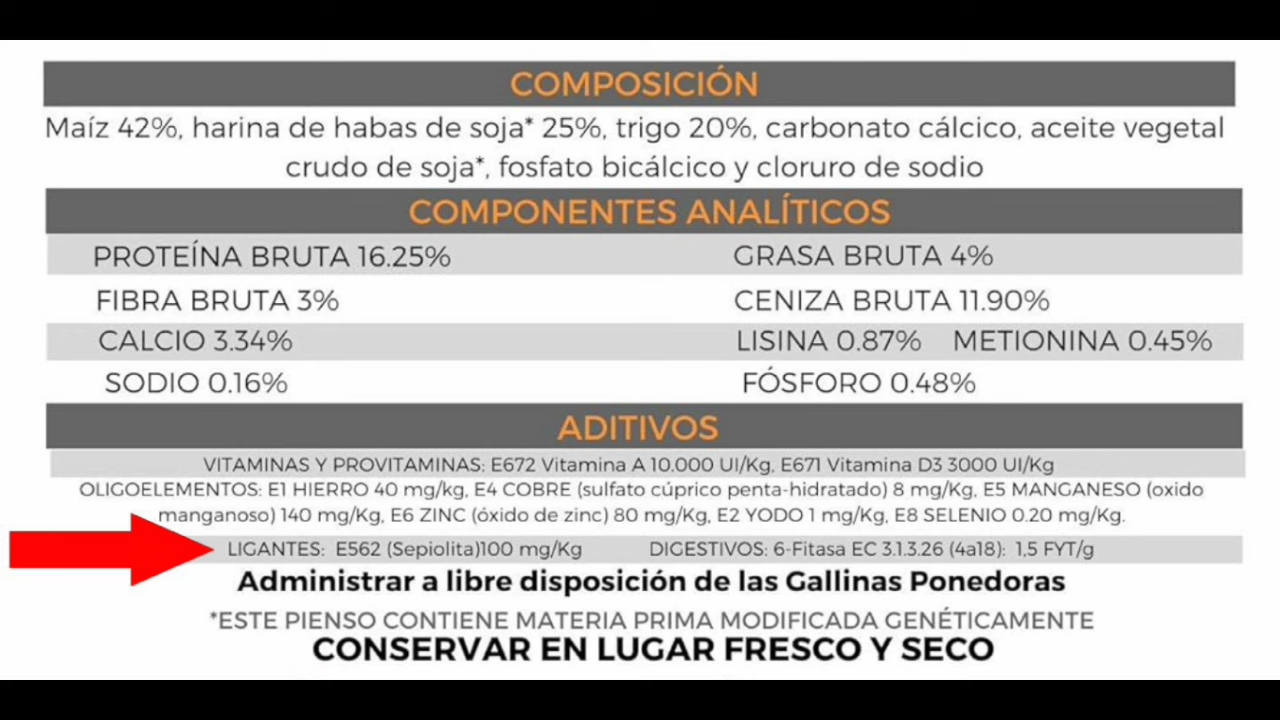 COMPOSICIÓN
Maíz 42%, harina de habas de soja* 25%, trigo 20%, carbonato cálcico, aceite vegetal
crudo de soja*, fosfato bicálcico y cloruro de sodio
COMPONENTES ANALÍTICOS
PROTEÍNA BRUTA 16.25% GRASA BRUTA 4%
FIBRA BRUTA 3% CENIZA BRUTA 11.90%
CALCIO 3.34% LISINA 0.87% METIONINA 0.45%
SODIO 0.16% FÓSFORO 0.48%
ADITIVOS
VITAMINAS Y PROVITAMINAS: E672 Vitamina A 10.000 UI/Kg, E671 Vitamina D3 3000 UI/Kg
OLIGOELEMENTOS: E1 HIERRO 40 mg/kg, E4 COBRE (sulfato cúprico penta-hidratado) 8 mg/Kg, E5 MANGANESO (oxido
manganoso) 140 mg/Kg, E6 ZINC (óxido de zinc) 80 mg/Kg, E2 YODO 1 mg/Kg, E8 SELENIO 0.20 mg/Kg.
LIGANTES: E562 (Sepiolita)100 mg/Kg DIGESTIVOS: 6-Fitasa EC 3.1.3.26 (4a18): 1,5 FYT/g
Administrar a libre disposición de las Gallinas Ponedoras
*ESTE PIENSO CONTIENE MATERIA PRIMA MODIFICADA GENÉTICAMENTE
CONSERVAR EN LUGAR FRESCO Y SECO